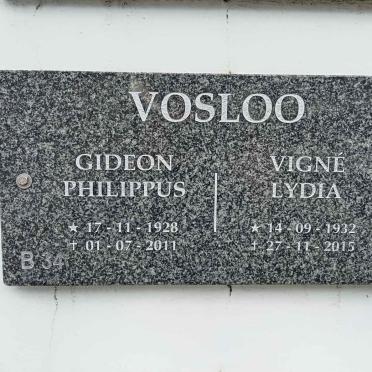 VOSLOO
GIDEON
PHILIPPUS
★ 17 - 11 - 1928
† 01 - 07 - 2011
VIGNÉ
LYDIA
★ 14 - 09 - 1932
† 27 - 11 - 2015
B 34